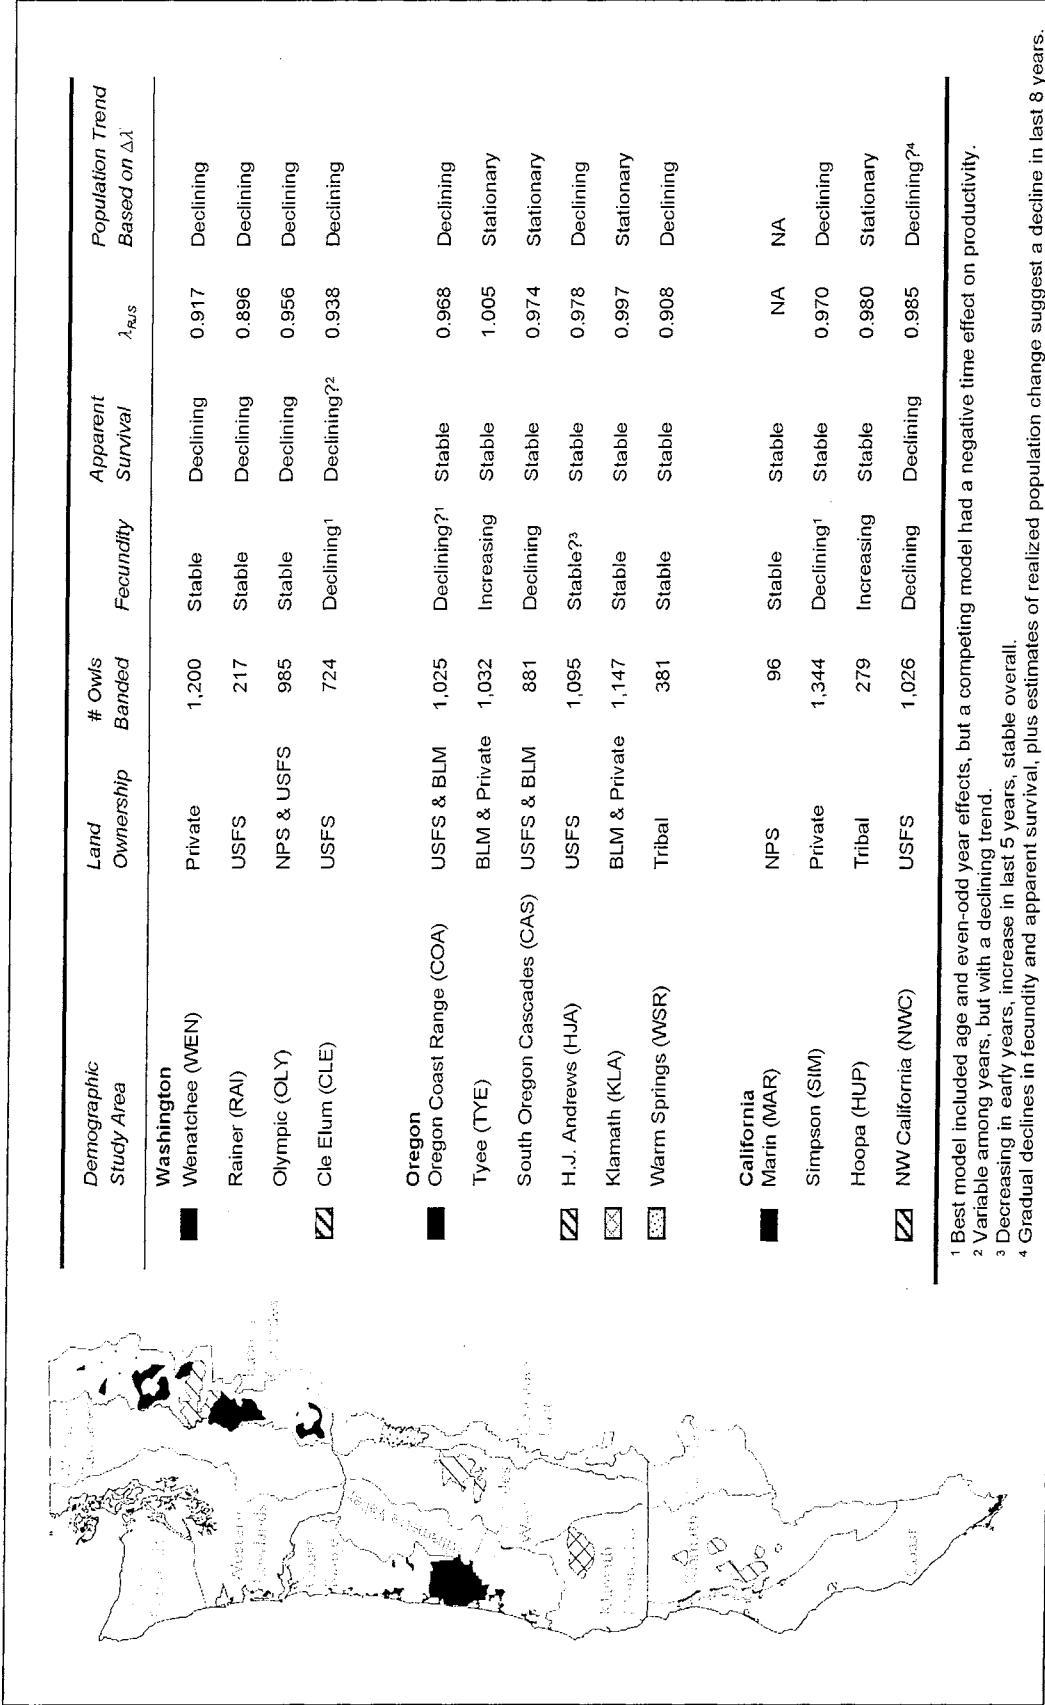 Demographic Study Area	Land Ownership	# Owls Banded	Fecundity	Apparent Survival	λRJS	Population Trend Based on Δλ
Washington
Wenatchee (WEN)	Private	1,200	Stable	Declining	0.917	Declining
Rainer (RAI)	USFS	217	Stable	Declining	0.896	Declining
Olympic (OLY)	NPS & USFS	985	Stable	Declining	0.956	Declining
Cle Elum (CLE)	USFS	724	Declining¹	Declining?²	0.938	Declining
Oregon
Oregon Coast Range (COA)	USFS & BLM	1,025	Declining?¹	Stable	0.968	Declining
Tyee (TYE)	BLM & Private	1,032	Increasing	Stable	1.005	Stationary
South Oregon Cascades (CAS)	USFS & BLM	881	Declining	Stable	0.974	Stationary
H.J. Andrews (HJA)	USFS	1,095	Stable?³	Stable	0.978	Declining
Klamath (KLA)	BLM & Private	1,147	Stable	Stable	0.997	Stationary
Warm Springs (WSR)	Tribal	381	Stable	Stable	0.908	Declining
California
Marin (MAR)	NPS	96	Stable	Stable	NA	NA
Simpson (SIM)	Private	1,344	Declining¹	Stable	0.970	Declining
Hoopa (HUP)	Tribal	279	Increasing	Stable	0.980	Stationary
NW California (NWC)	USFS	1,026	Declining	Declining	0.985	Declining?⁴
¹ Best model included age and even-odd year effects, but a competing model had a negative time effect on productivity.
² Variable among years, but with a declining trend.
³ Decreasing in early years, increase in last 5 years, stable overall.
⁴ Gradual declines in fecundity and apparent survival, plus estimates of realized population change suggest a decline in last 8 years.